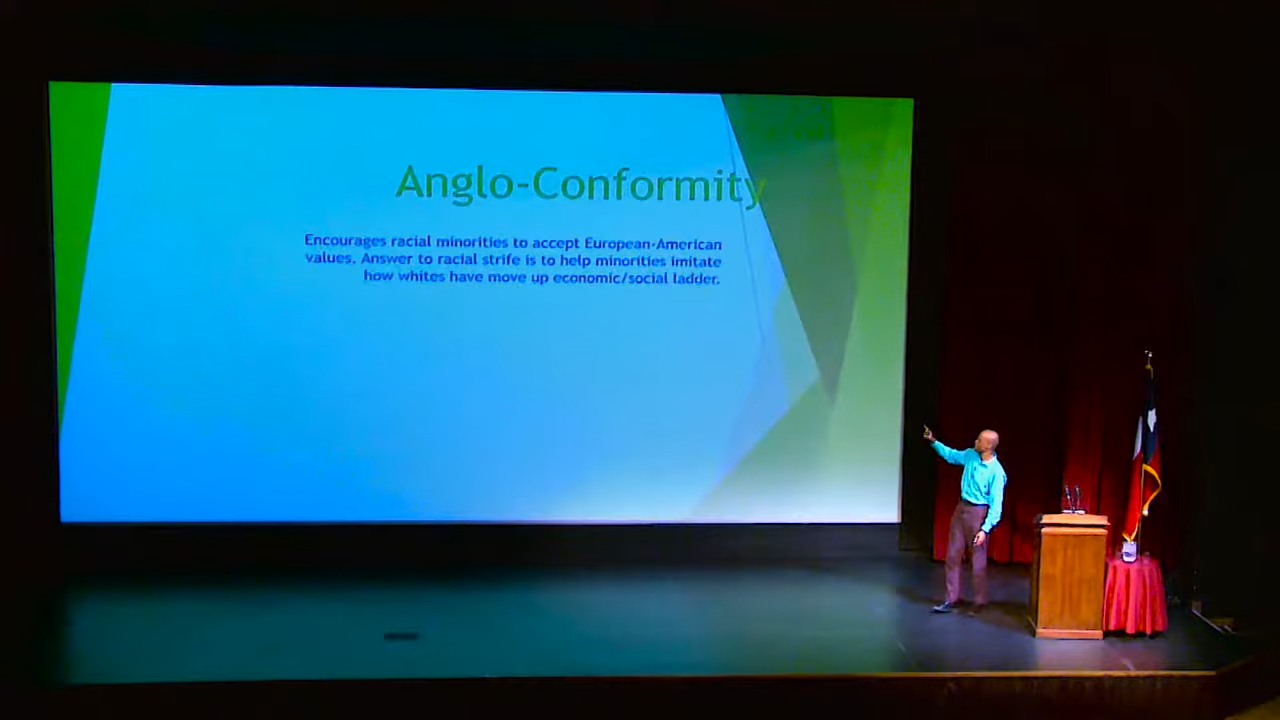 Anglo-Conformity
Encourages racial minorities to accept European-American
values. Answer to racial strife is to help minorities imitate
how whites have move up economic/social ladder.